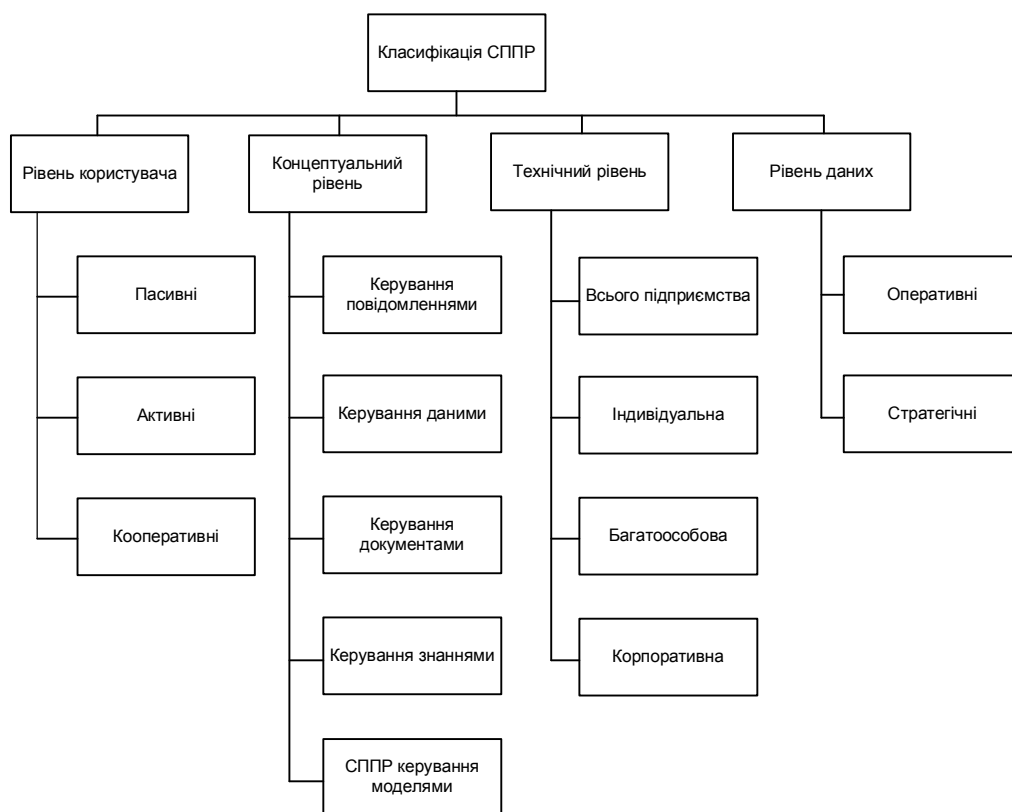 Класифікація СППР
Рівень користувача
Концептуальний
рівень
Технічний рівень
Рівень даних
Пасивні
Активні
Кооперативні
Керування
повідомленнями
Керування даними
Керування
документами
Керування знаннями
СППР керування
моделями
Всього підприємства
Індивідуальна
Багатоособова
Корпоративна
Оперативні
Стратегічні